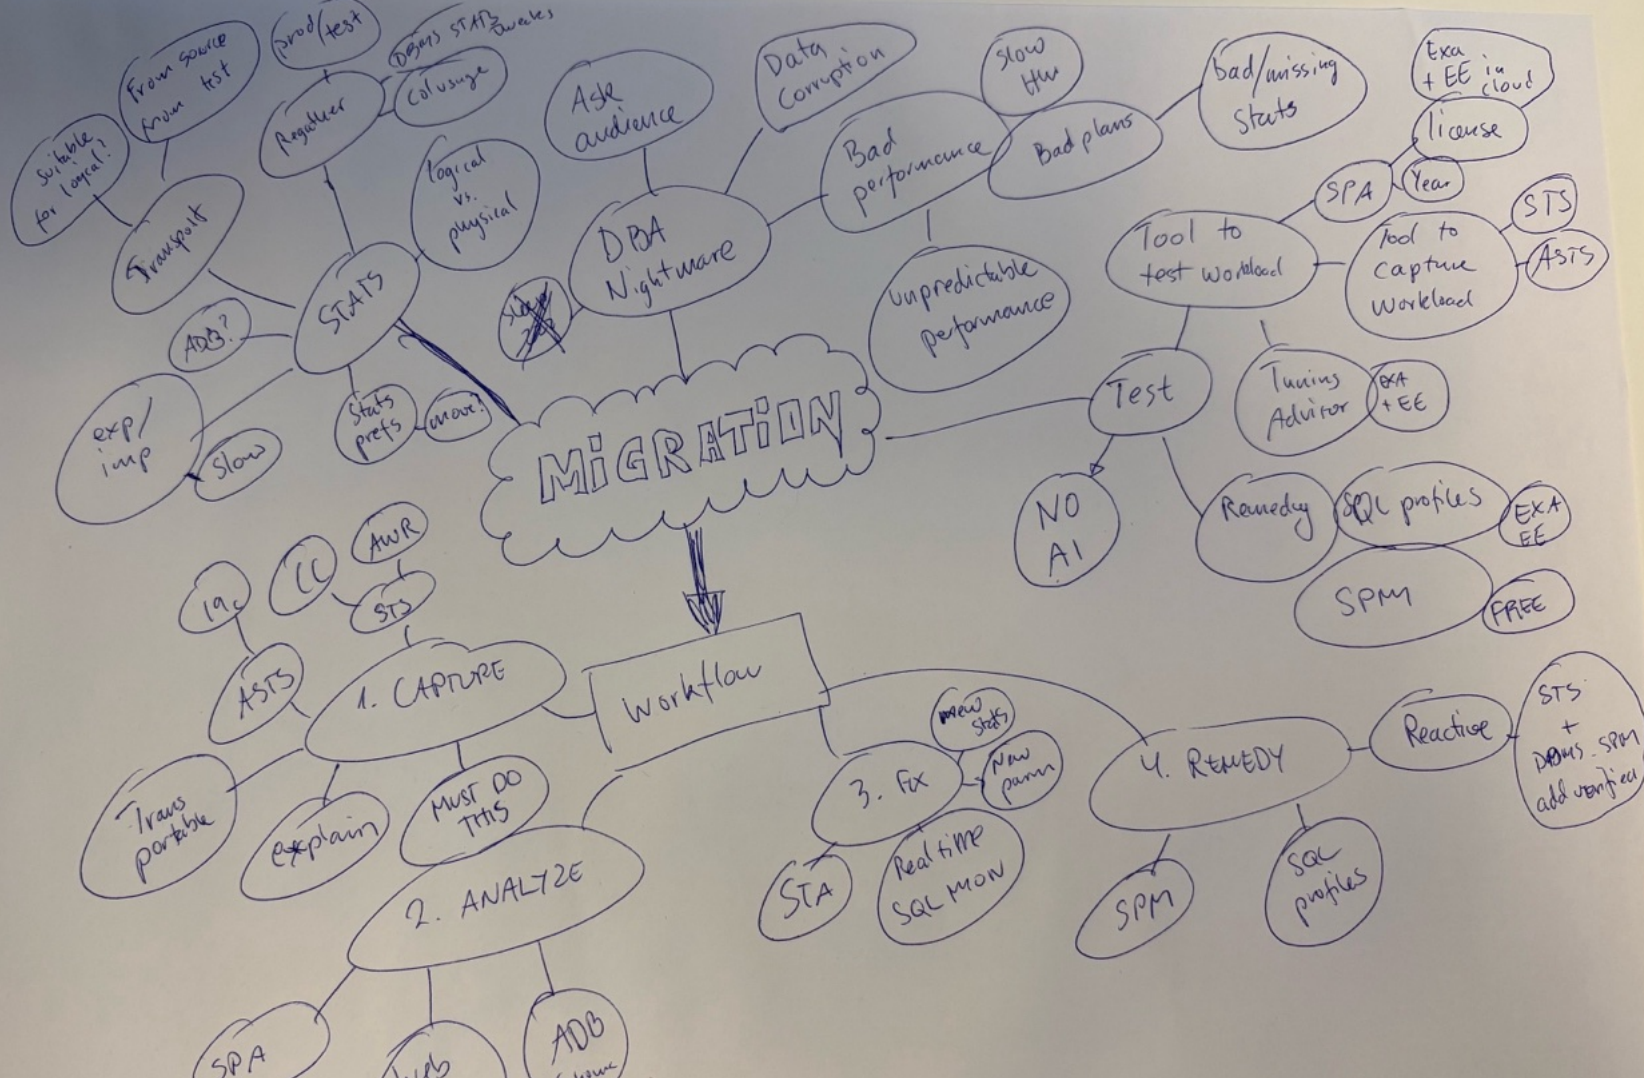 From source
from test
prod/test
DBMS STATS
tweaks
Regather
Col usage
Suitable
for logical?
Transport
logical
vs.
physical
STATS
ADB?
exp/
imp
Slow
Stats
prefs
move?
Ask
audience
Data
Corruption
DBA
Nightmare
Bad
performance
Slow
HW
Bad plans
bad/missing
stats
unpredictable
performance
MiGRATiON
Exa
+ EE in
cloud
license
SPA
Year
Tool to
test workload
Tool to
capture
workload
STS
ASTS
Test
Tuning
Advisor
EXA
+ EE
NO
AI
Remedy
SQL profiles
EXA
EE
SPM
FREE
Workflow
1. CAPTURE
19c
CC
AWR
STS
ASTS
Trans
portable
explain
MUST DO
THIS
2. ANALYZE
SPA
ADB
3. Fix
new
stats
New
parm
STA
Real time
SQL MON
4. REMEDY
Reactive
STS
+
DBMS_SPM
add verified
SPM
SQL
profiles